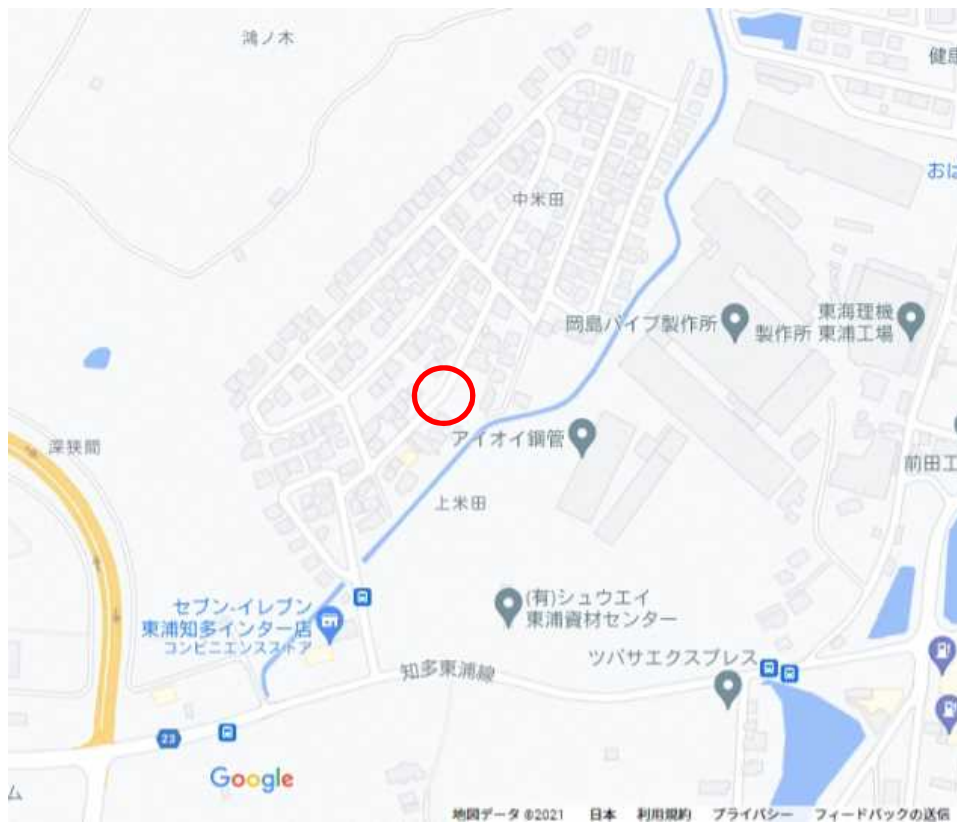 鴻ノ木
健康
おは
中米田
岡島パイプ製作所
製作所
東海理機
東浦工場
深狭間
アイオイ鋼管
前田工
上米田
セブン-イレブン
東浦知多インター店
コンビニエンスストア
(有)シュウエイ
東浦資材センター
ツバサエクスプレス
知多東浦線
23
Google
ム
地図データ ©2021 日本 利用規約 プライバシー フィードバックの送信